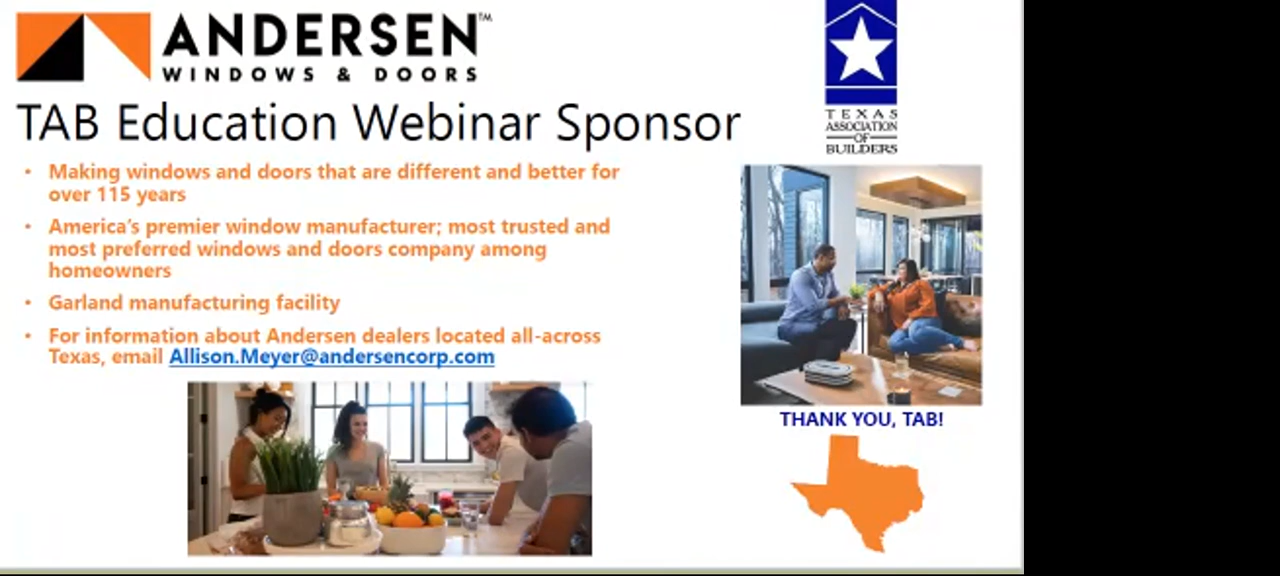 ANDERSEN™
WINDOWS & DOORS
TEXAS
ASSOCIATION
OF
BUILDERS
TAB Education Webinar Sponsor
• Making windows and doors that are different and better for
over 115 years
• America's premier window manufacturer; most trusted and
most preferred windows and doors company among
homeowners
• Garland manufacturing facility
• For information about Andersen dealers located all-across
Texas, email Allison.Meyer@andersencorp.com
THANK YOU, TAB!